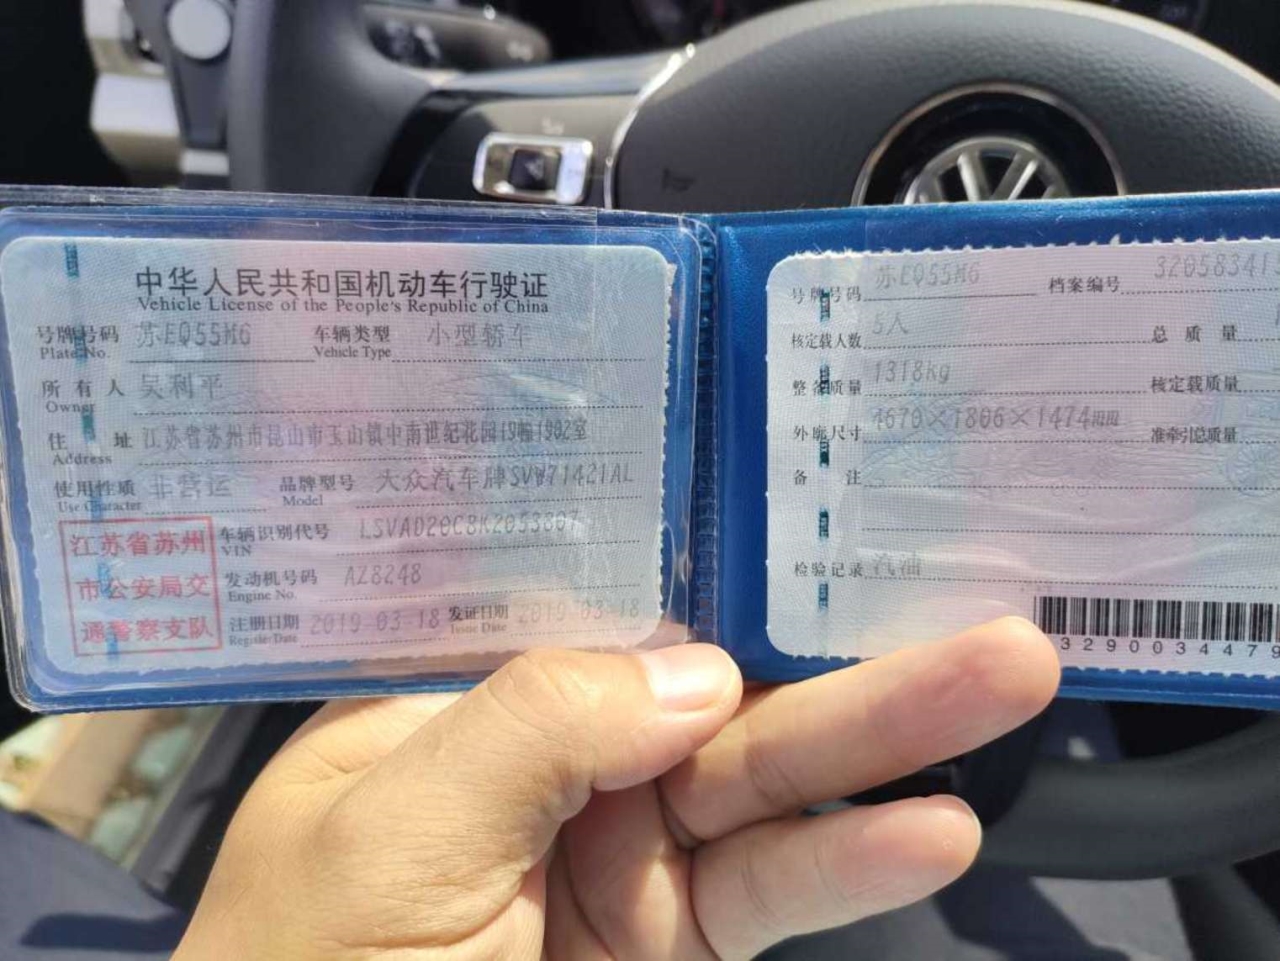 中华人民共和国机动车行驶证
Vehicle License of the People's Republic of China
号牌号码 苏EQ55M6 车辆类型 小型轿车
Plate No. Vehicle Type
所有人 吴利平
Owner
住址 江苏省苏州市昆山市玉山镇中南世纪花园19幢1902室
Address
使用性质 非营运 品牌型号 大众汽车牌SVW71421AL
Use Character Model
车辆识别代号 LSVAD20C8K2053807
VIN
发动机号码 AZ8248
Engine No.
注册日期 2019-03-18 发证日期 2019-03-18
Register Date Issue Date
江苏省苏州
市公安局交
通警察支队
号牌号码 苏EQ55M6 档案编号 320583419
核定载人数 5人 总质量
整备质量 1318kg 核定载质量
外廓尺寸 4670×1806×1474 准牵引总质量
备注
检验记录 汽油
3290034479